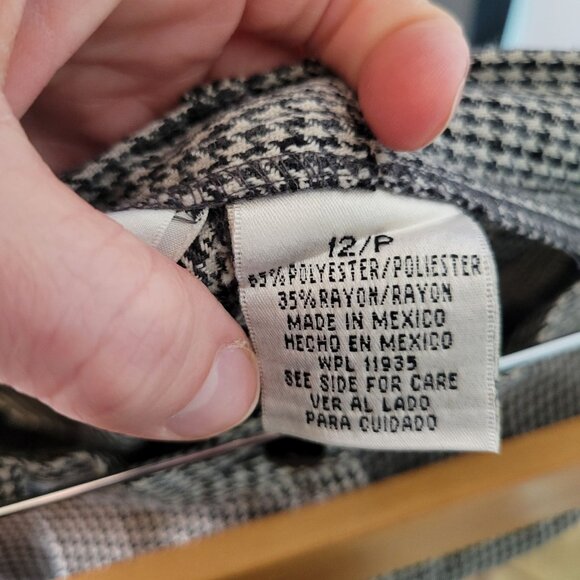 12/P
65% POLYESTER/POLIESTER
35% RAYON/RAYON
MADE IN MEXICO
HECHO EN MEXICO
WPL 11935
SEE SIDE FOR CARE
VER AL LADO
PARA CUIDADO